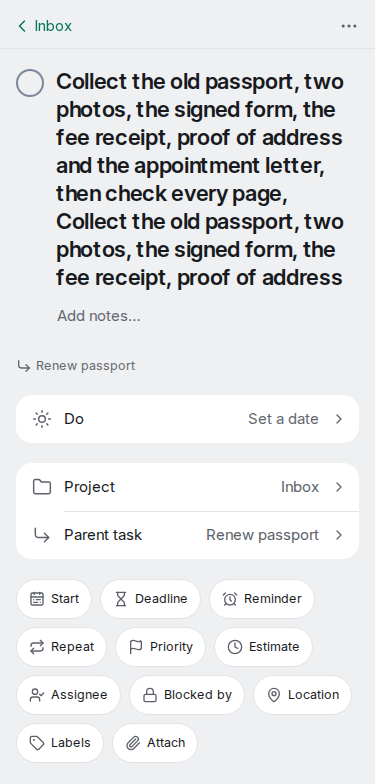 Inbox
Collect the old passport, two
photos, the signed form, the
fee receipt, proof of address
and the appointment letter,
then check every page,
Collect the old passport, two
photos, the signed form, the
fee receipt, proof of address
Add notes...
Renew passport
Do Set a date
Project Inbox
Parent task Renew passport
Start Deadline Reminder
Repeat Priority Estimate
Assignee Blocked by Location
Labels Attach